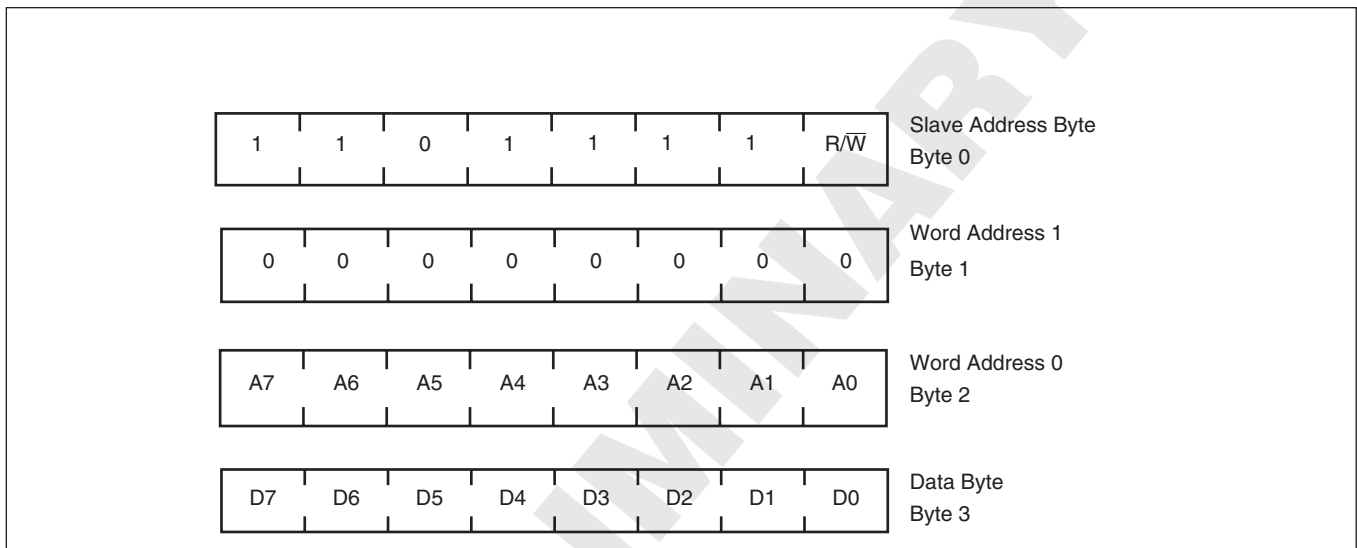 1 1 0 1 1 1 1 R/W̅
Slave Address Byte
Byte 0
0 0 0 0 0 0 0 0
Word Address 1
Byte 1
A7 A6 A5 A4 A3 A2 A1 A0
Word Address 0
Byte 2
D7 D6 D5 D4 D3 D2 D1 D0
Data Byte
Byte 3
IMINARY